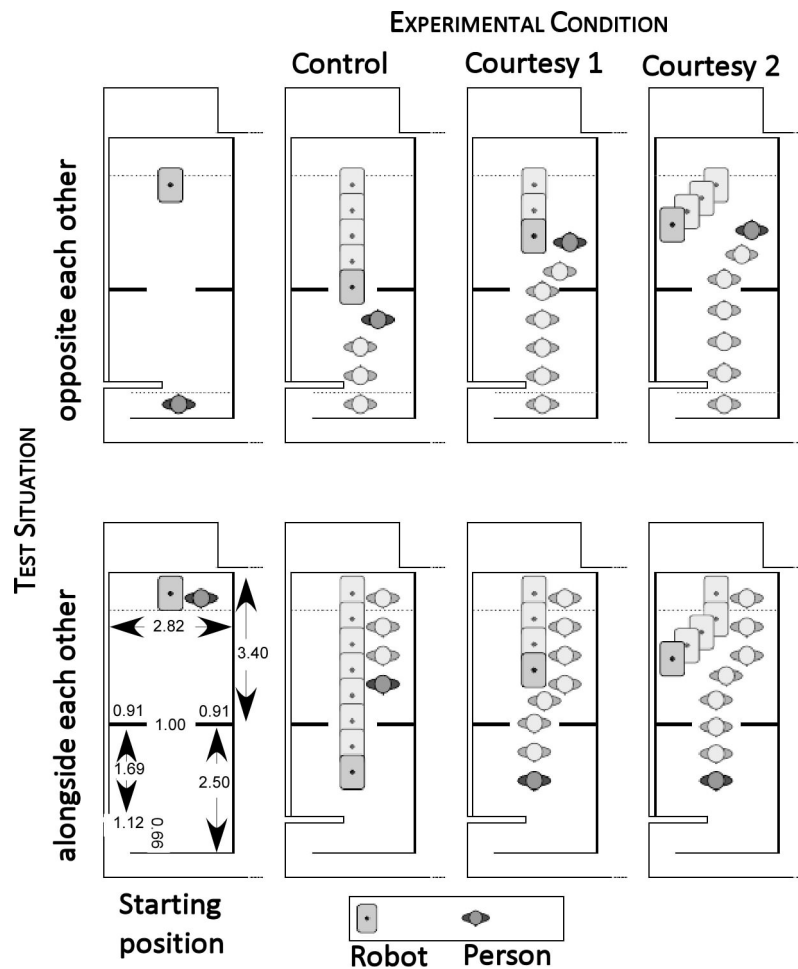 EXPERIMENTAL CONDITION
Control
Courtesy 1
Courtesy 2
TEST SITUATION
opposite each other
alongside each other
2.82
3.40
0.91
1.00
0.91
1.69
2.50
1.12
0.66
Starting
position
Robot
Person